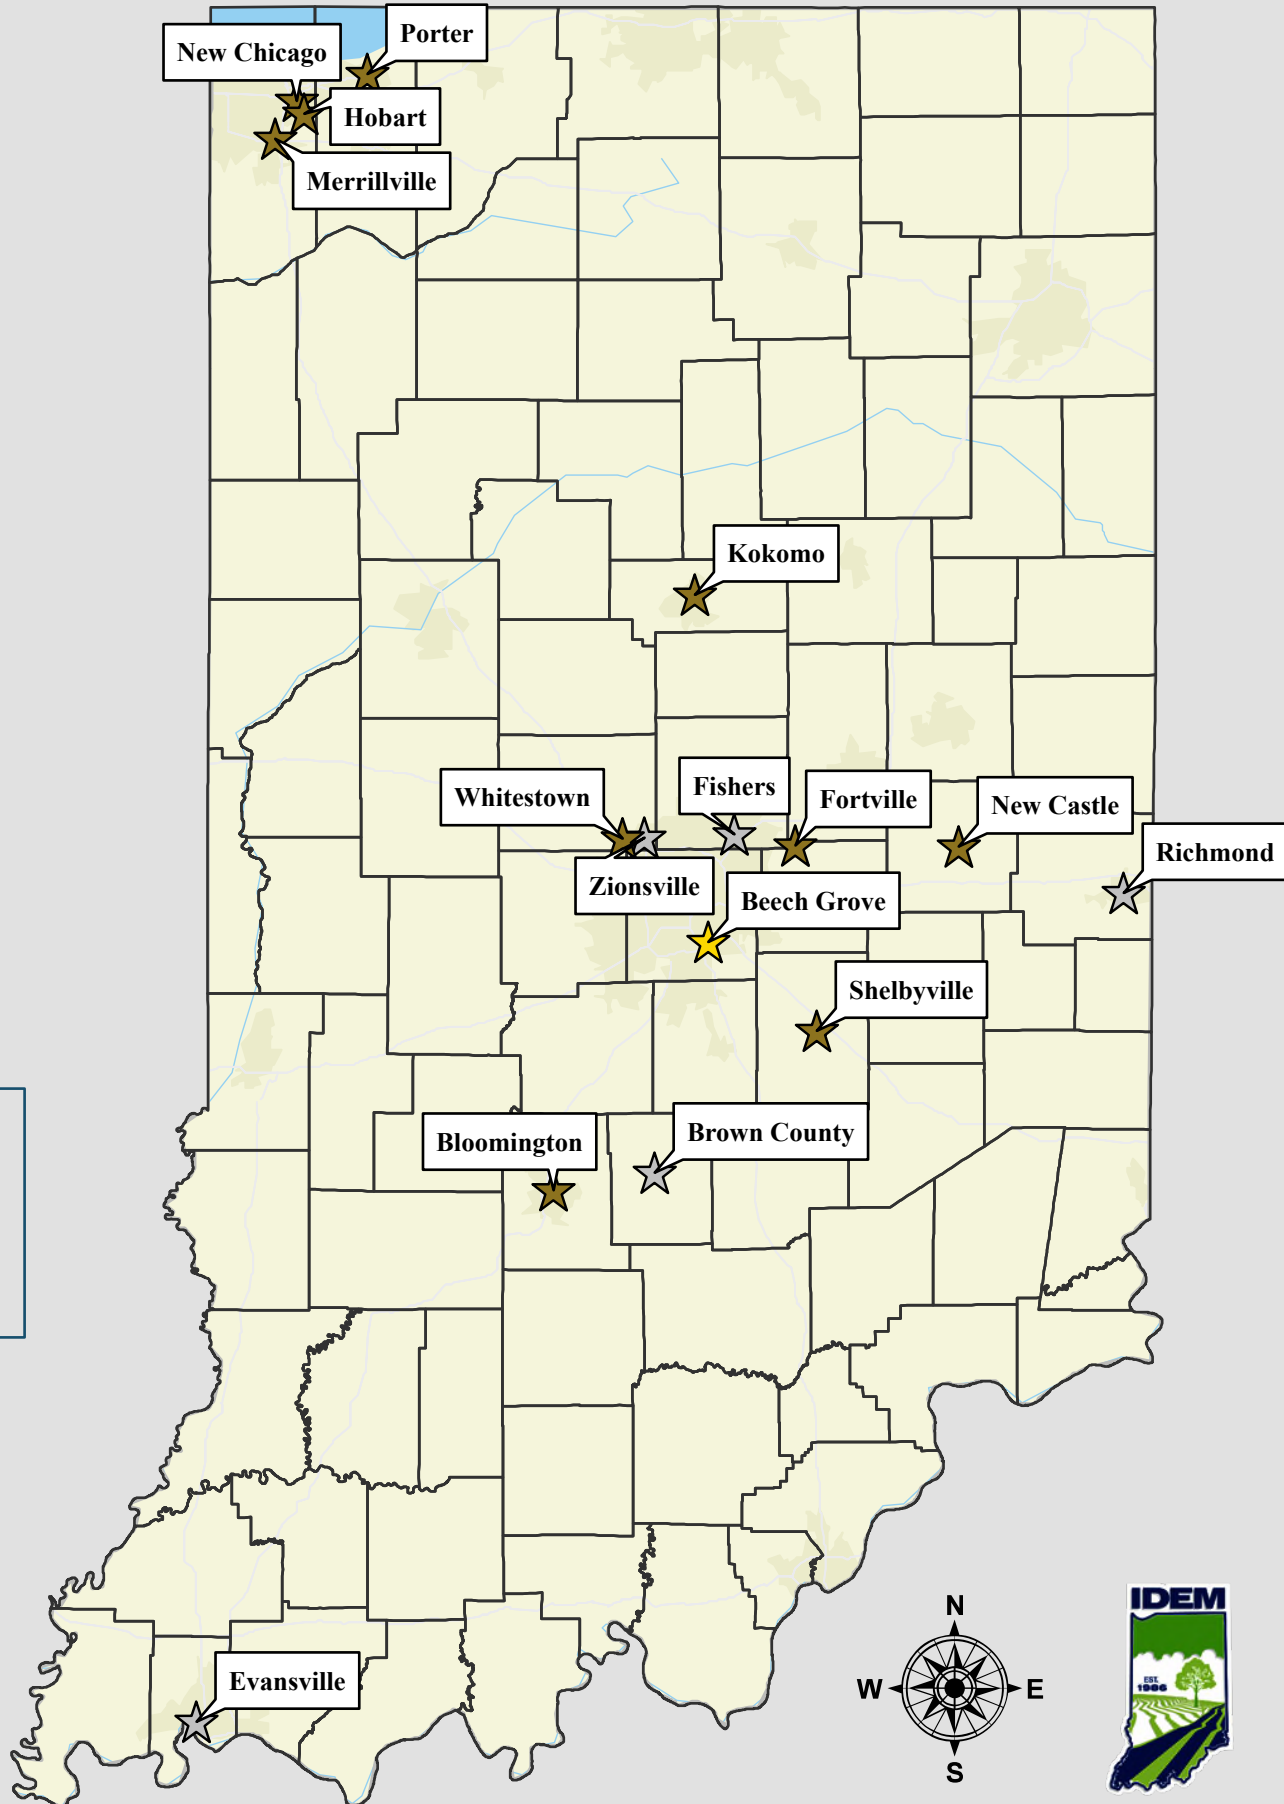 Porter
New Chicago
Hobart
Merrillville
Kokomo
Whitestown
Fishers
Fortville
New Castle
Richmond
Zionsville
Beech Grove
Shelbyville
Brown County
Bloomington
Evansville
N
W
E
S
IDEM
EST.
1986